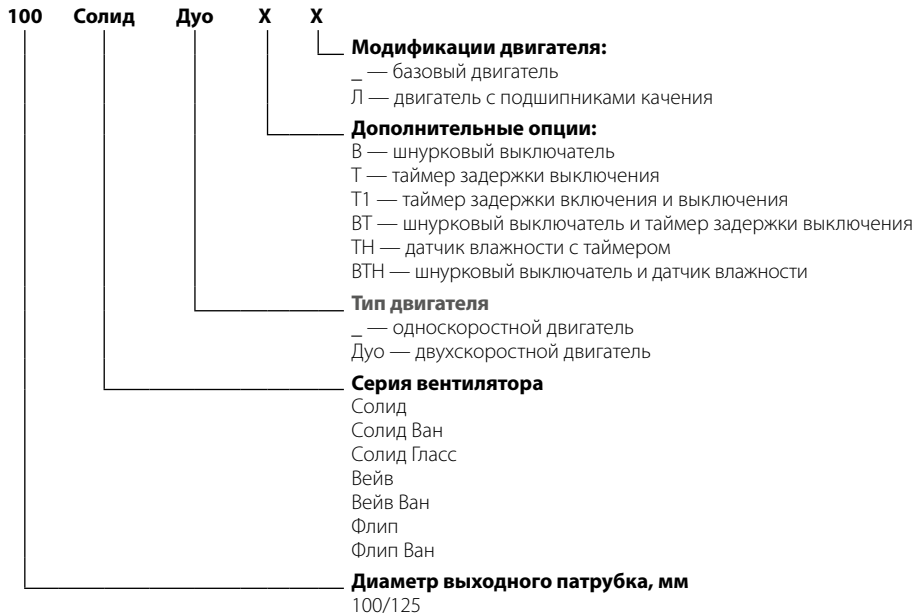 100 Солид Дуо X X
Модификации двигателя:
_ — базовый двигатель
Л — двигатель с подшипниками качения
Дополнительные опции:
В — шнурковый выключатель
Т — таймер задержки выключения
Т1 — таймер задержки включения и выключения
ВТ — шнурковый выключатель и таймер задержки выключения
ТН — датчик влажности с таймером
ВТН — шнурковый выключатель и датчик влажности
Тип двигателя
_ — односкоростной двигатель
Дуо — двухскоростной двигатель
Серия вентилятора
Солид
Солид Ван
Солид Гласс
Вейв
Вейв Ван
Флип
Флип Ван
Диаметр выходного патрубка, мм
100/125